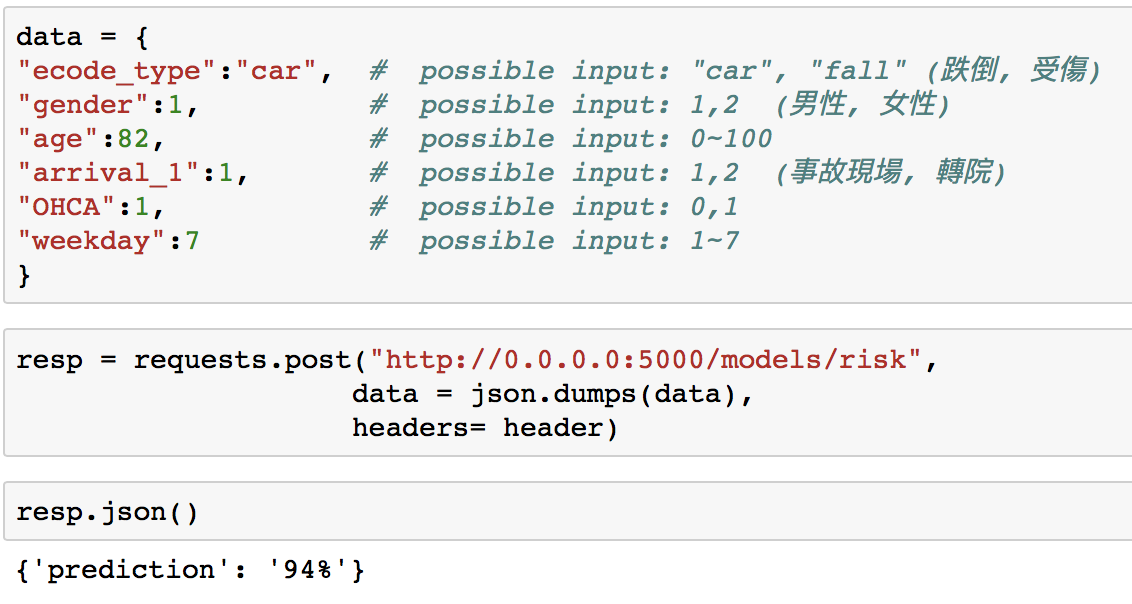 data = {
"ecode_type":"car",  #  possible input: "car", "fall" (跌倒, 受傷)
"gender":1,          #  possible input: 1,2  (男性, 女性)
"age":82,            #  possible input: 0~100
"arrival_1":1,       #  possible input: 1,2  (事故現場, 轉院)
"OHCA":1,            #  possible input: 0,1
"weekday":7          #  possible input: 1~7
}
resp = requests.post("http://0.0.0.0:5000/models/risk",
                    data = json.dumps(data),
                    headers= header)
resp.json()
{'prediction': '94%'}